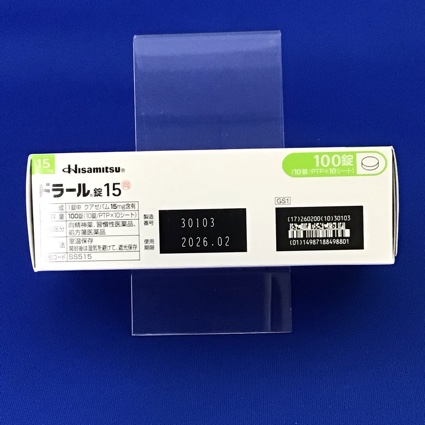 15
Hisamitsu®
ドラール®錠15
100錠
(10錠/PTP×10シート)
成 1錠中 クアゼパム15mg含有
量 100錠(10錠/PTP×10シート)
向精神薬、習慣性医薬品、
処方箋医薬品
法 室温保存
開封後は湿気を避けて、遮光保存
コード SS515
製造番号 30103
使用期限 2026.02
GS1
(17)260200(10)30103
(01)14987188498801